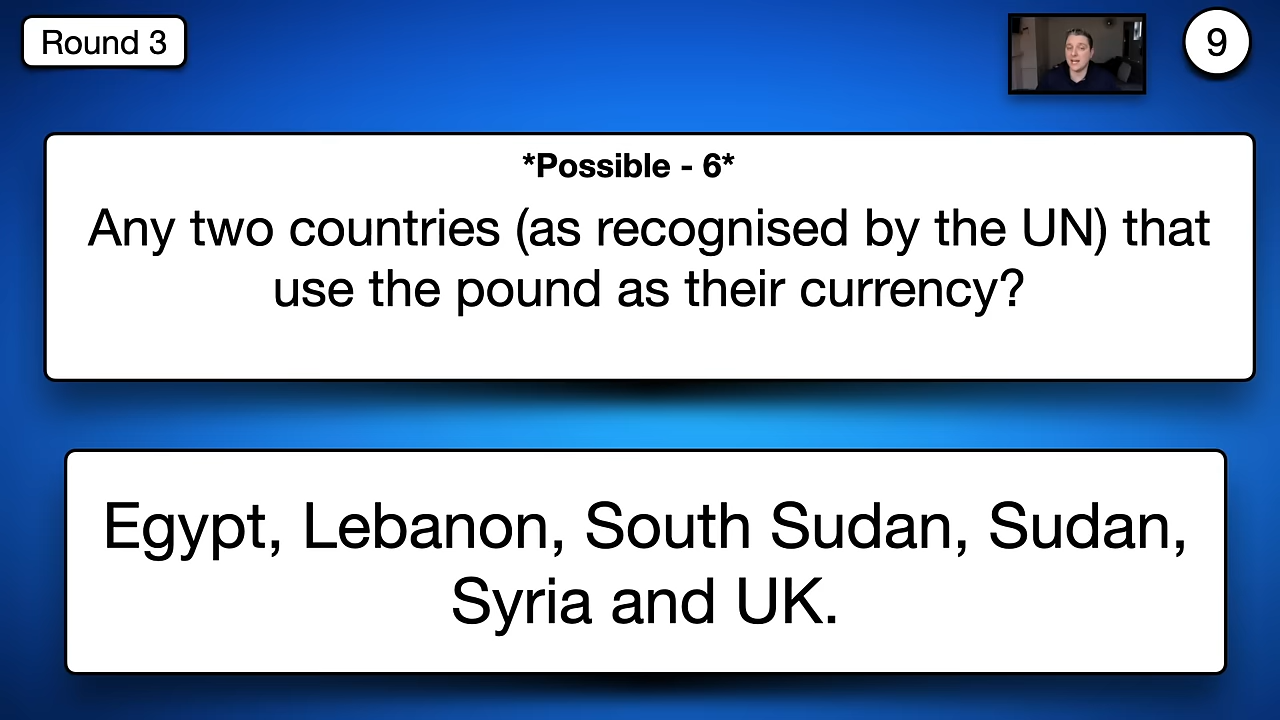 Round 3
9
*Possible - 6*
Any two countries (as recognised by the UN) that
use the pound as their currency?
Egypt, Lebanon, South Sudan, Sudan,
Syria and UK.